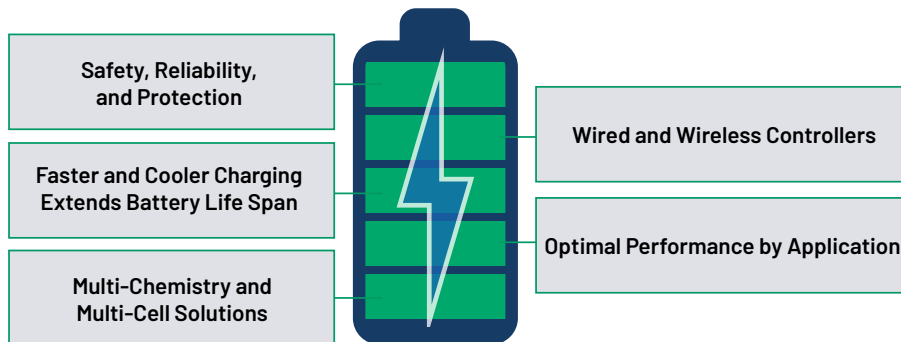 Safety, Reliability,
and Protection
Faster and Cooler Charging
Extends Battery Life Span
Multi-Chemistry and
Multi-Cell Solutions
Wired and Wireless Controllers
Optimal Performance by Application